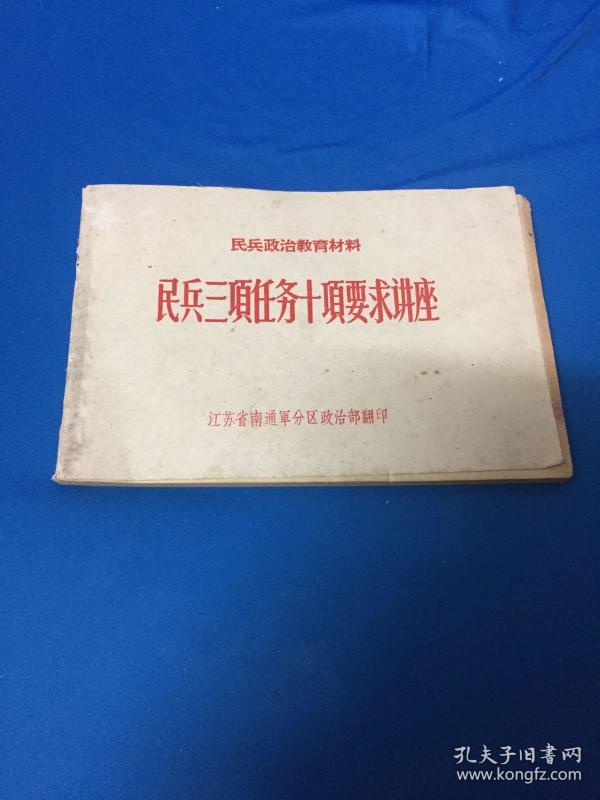 民兵政治教育材料
民兵三項任务十項要求讲座
江苏省南通軍分区政治部翻印
孔夫子旧書网
www.kongfz.com